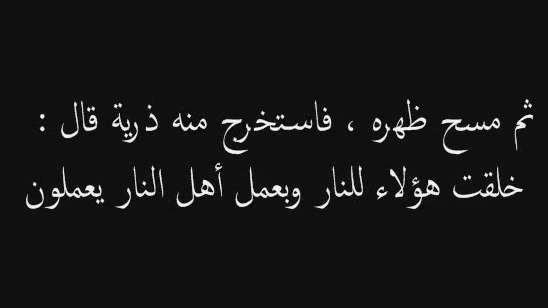 ثم مسح ظهره ، فاستخرج منه ذرية قال :
خلقت هؤلاء للنار وبعمل أهل النار يعملون